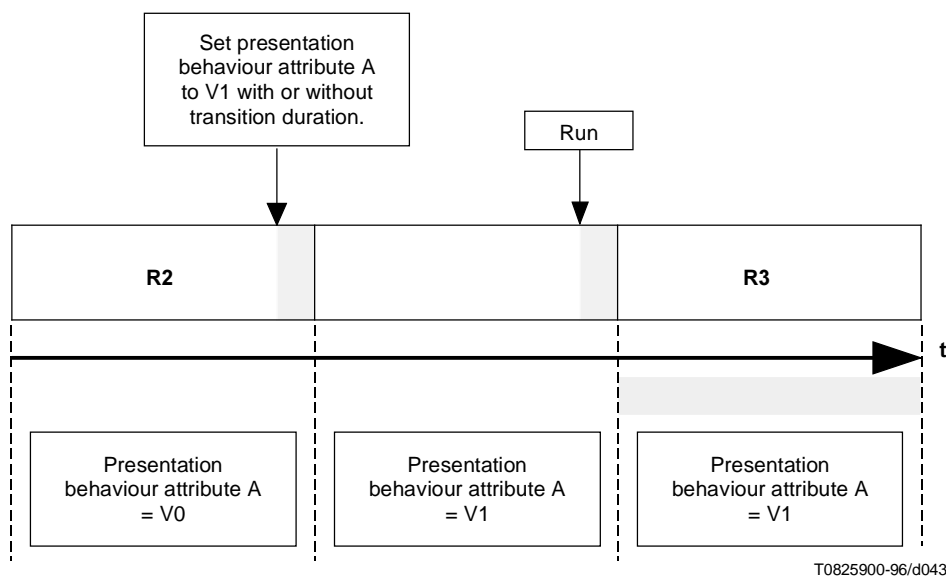 Set presentation
behaviour attribute A
to V1 with or without
transition duration.
Run
R2
R3
t
Presentation
behaviour attribute A
= V0
Presentation
behaviour attribute A
= V1
Presentation
behaviour attribute A
= V1
T0825900-96/d043